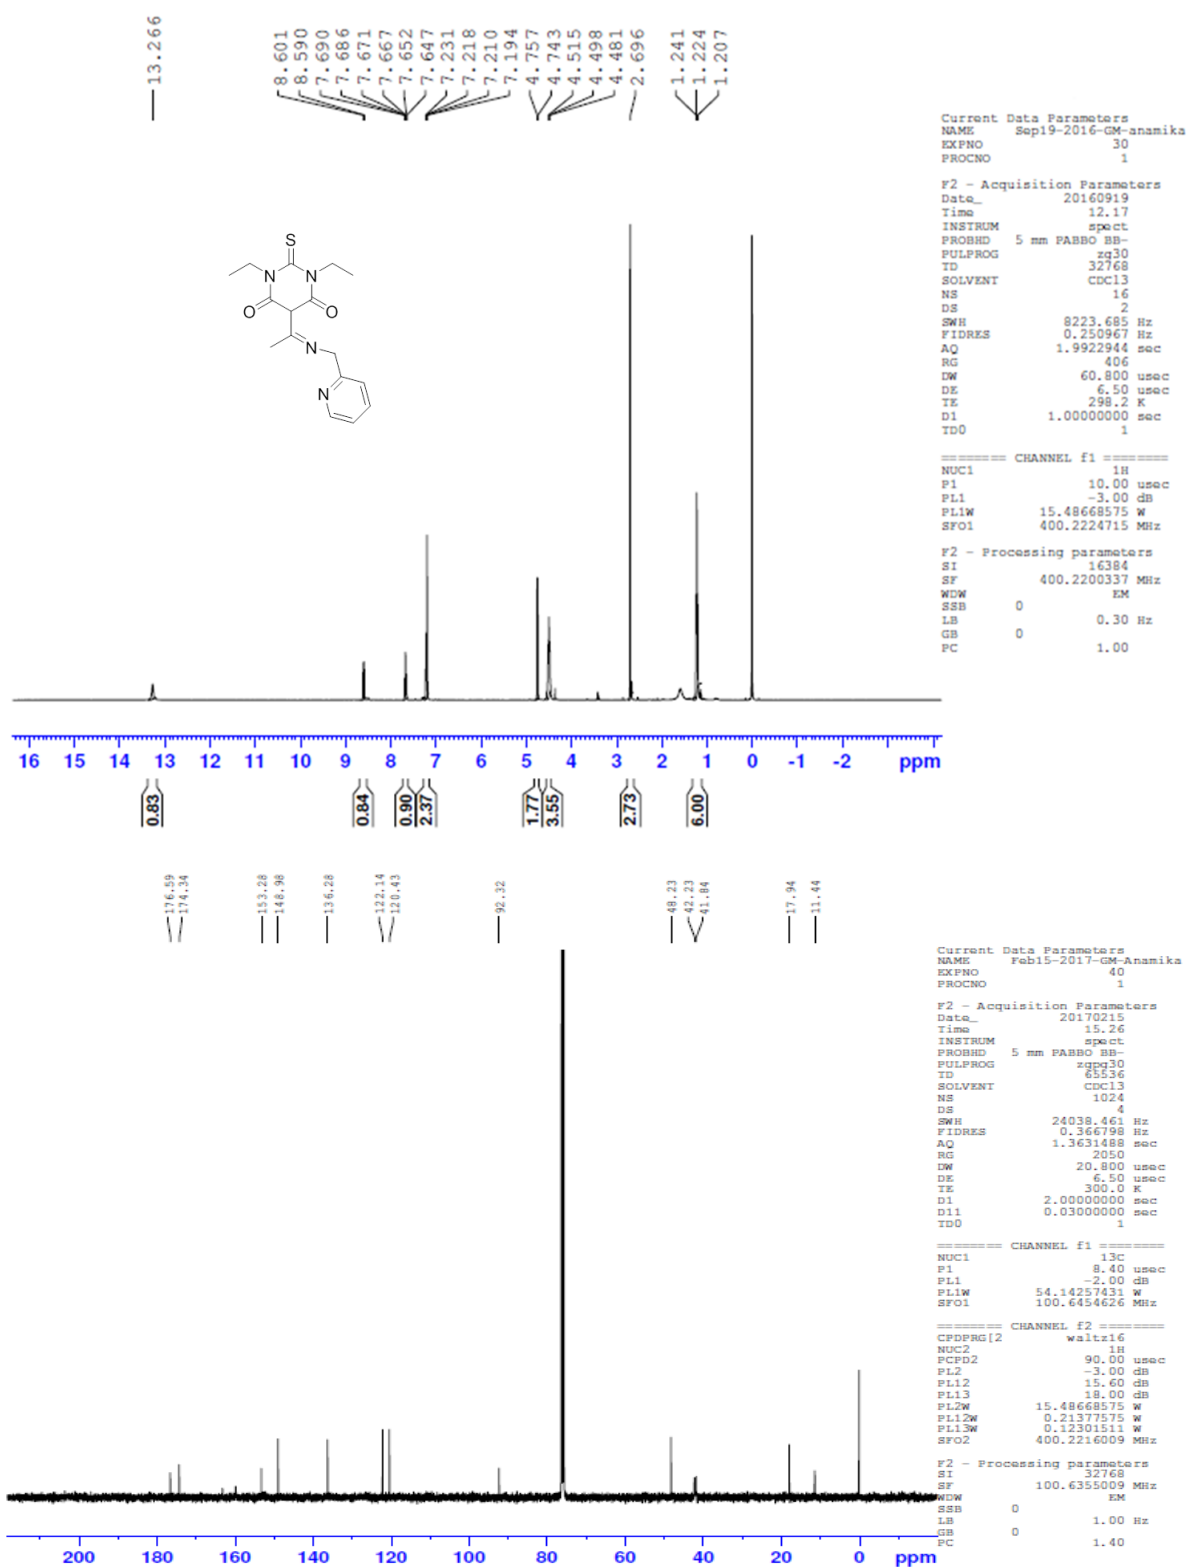 13.266
8.601
8.590
7.690
7.686
7.671
7.667
7.652
7.647
7.231
7.218
7.210
7.194
4.757
4.743
4.515
4.498
4.481
2.696
1.241
1.224
1.207
S
N N
O O
N
N
Current Data Parameters
NAME Sep19-2016-GM-anamika
EXPNO 30
PROCNO 1
F2 - Acquisition Parameters
Date_ 20160919
Time 12.17
INSTRUM spect
PROBHD 5 mm PABBO BB-
PULPROG zg30
TD 32768
SOLVENT CDCl3
NS 16
DS 2
SWH 8223.685 Hz
FIDRES 0.250967 Hz
AQ 1.9922944 sec
RG 406
DW 60.800 usec
DE 6.50 usec
TE 298.2 K
D1 1.00000000 sec
TD0 1
======== CHANNEL f1 ========
NUC1 1H
P1 10.00 usec
PL1 -3.00 dB
PL1W 15.48668575 W
SFO1 400.2224715 MHz
F2 - Processing parameters
SI 16384
SF 400.2200337 MHz
WDW EM
SSB 0
LB 0.30 Hz
GB 0
PC 1.00
16 15 14 13 12 11 10 9 8 7 6 5 4 3 2 1 0 -1 -2 ppm
0.83 0.84 0.90 2.37 1.77 3.55 2.73 6.00
176.59
174.34
153.28
148.98
136.28
122.14
120.43
92.32
48.23
42.23
41.84
17.94
11.44
Current Data Parameters
NAME Feb15-2017-GM-Anamika
EXPNO 40
PROCNO 1
F2 - Acquisition Parameters
Date_ 20170215
Time 15.26
INSTRUM spect
PROBHD 5 mm PABBO BB-
PULPROG zgpg30
TD 65536
SOLVENT CDCl3
NS 1024
DS 4
SWH 24038.461 Hz
FIDRES 0.366798 Hz
AQ 1.3631488 sec
RG 2050
DW 20.800 usec
DE 6.50 usec
TE 300.0 K
D1 2.00000000 sec
D11 0.03000000 sec
TD0 1
======== CHANNEL f1 ========
NUC1 13C
P1 8.40 usec
PL1 -2.00 dB
PL1W 54.14257431 W
SFO1 100.6454626 MHz
======== CHANNEL f2 ========
CPDPRG[2 waltz16
NUC2 1H
PCPD2 90.00 usec
PL2 -3.00 dB
PL12 15.60 dB
PL13 18.00 dB
PL2W 15.48668575 W
PL12W 0.21377575 W
PL13W 0.12301511 W
SFO2 400.2216009 MHz
F2 - Processing parameters
SI 32768
SF 100.6355009 MHz
WDW EM
SSB 0
LB 1.00 Hz
GB 0
PC 1.40
200 180 160 140 120 100 80 60 40 20 0 ppm